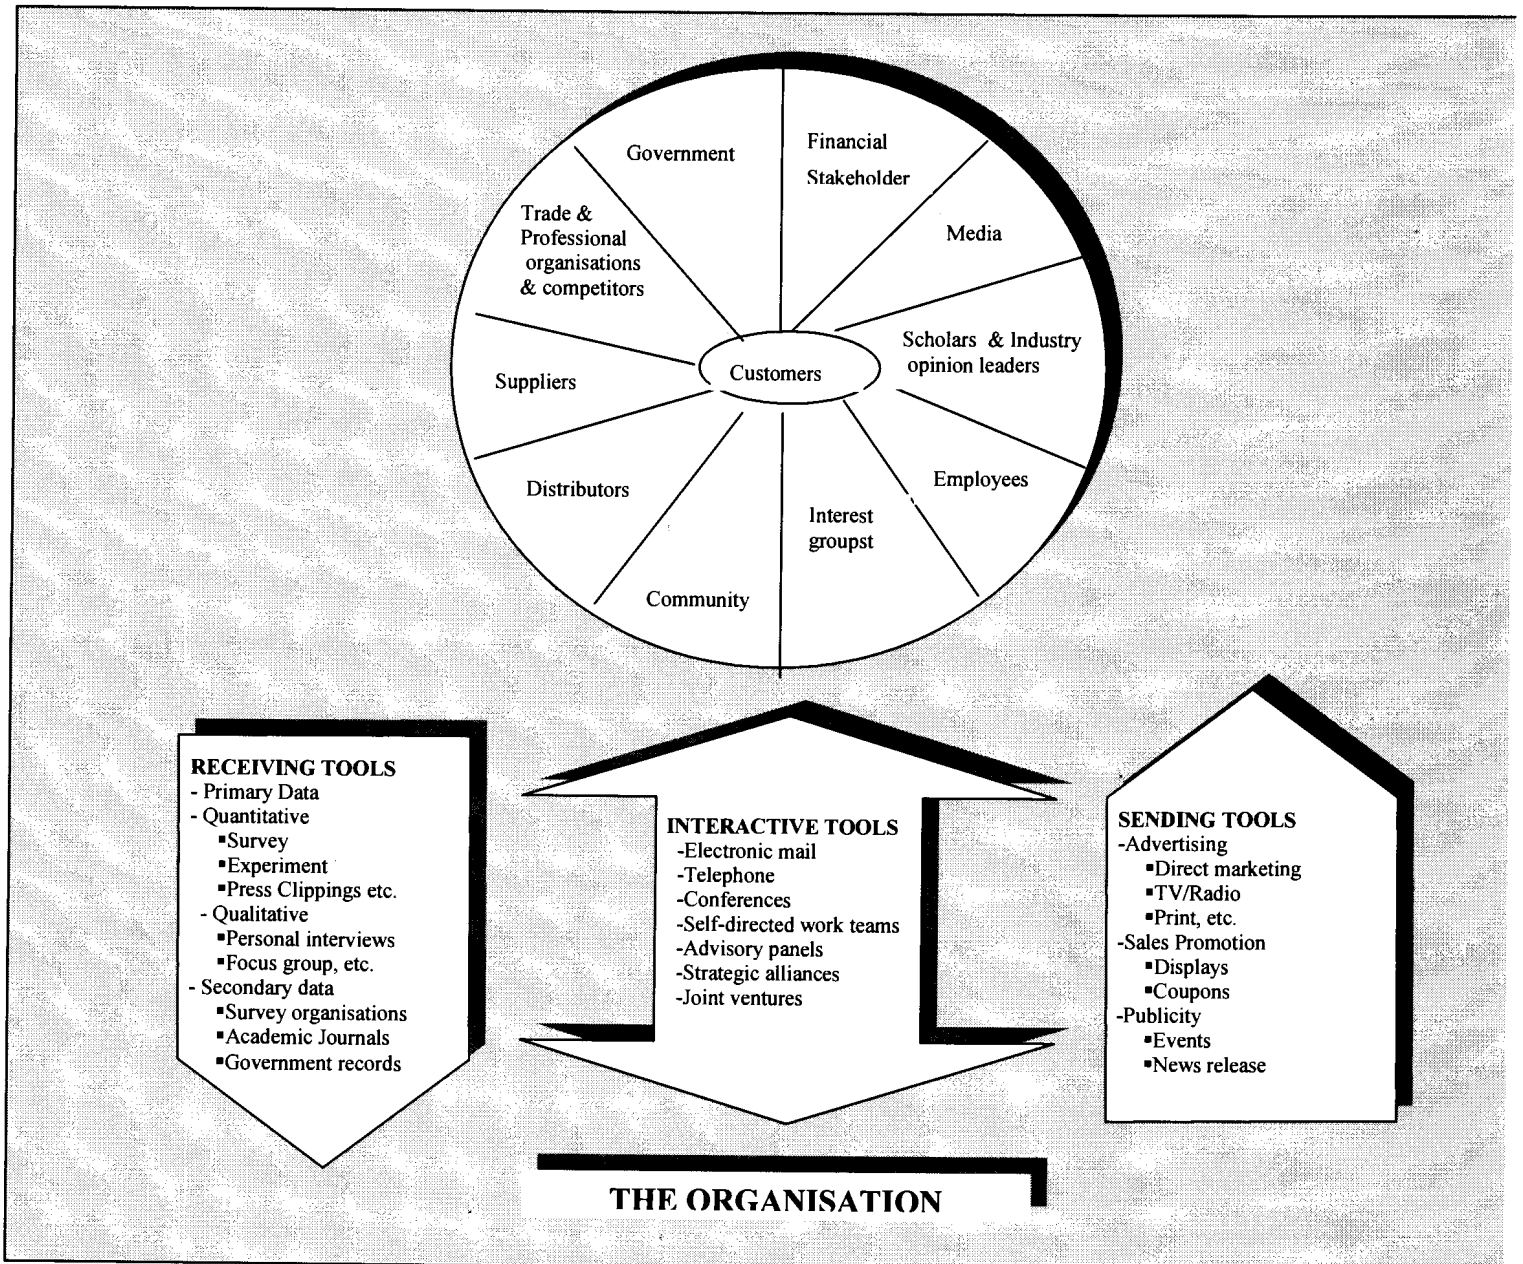 Government
Financial
Stakeholder
Media
Scholars & Industry
opinion leaders
Employees
Interest
groupst
Community
Distributors
Suppliers
Trade &
Professional
organisations
& competitors
Customers
RECEIVING TOOLS
- Primary Data
- Quantitative
▪Survey
▪Experiment
▪Press Clippings etc.
- Qualitative
▪Personal interviews
▪Focus group, etc.
- Secondary data
▪Survey organisations
▪Academic Journals
▪Government records
INTERACTIVE TOOLS
-Electronic mail
-Telephone
-Conferences
-Self-directed work teams
-Advisory panels
-Strategic alliances
-Joint ventures
SENDING TOOLS
-Advertising
▪Direct marketing
▪TV/Radio
▪Print, etc.
-Sales Promotion
▪Displays
▪Coupons
-Publicity
▪Events
▪News release
THE ORGANISATION